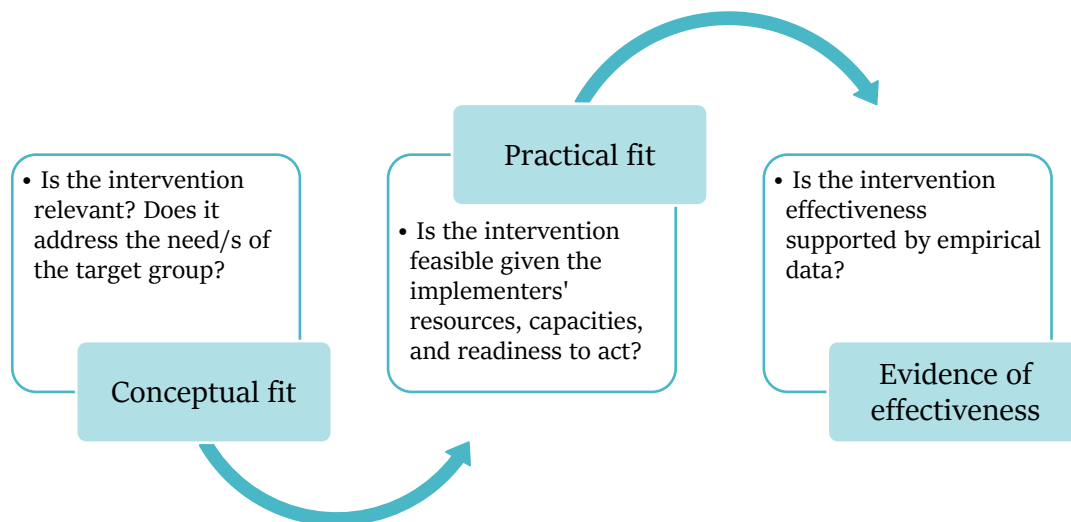 • Is the intervention
relevant? Does it
address the need/s of
the target group?
Conceptual fit
Practical fit
• Is the intervention
feasible given the
implementers'
resources, capacities,
and readiness to act?
• Is the intervention
effectiveness
supported by empirical
data?
Evidence of
effectiveness